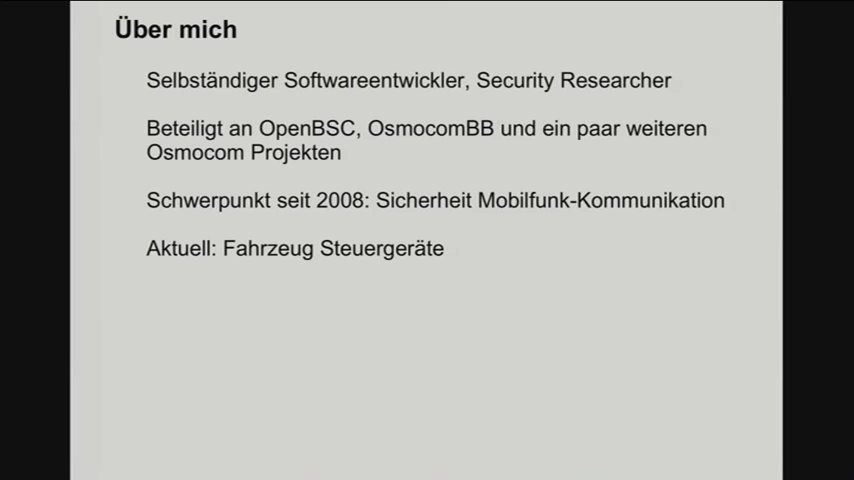 Über mich
Selbständiger Softwareentwickler, Security Researcher
Beteiligt an OpenBSC, OsmocomBB und ein paar weiteren
Osmocom Projekten
Schwerpunkt seit 2008: Sicherheit Mobilfunk-Kommunikation
Aktuell: Fahrzeug Steuergeräte